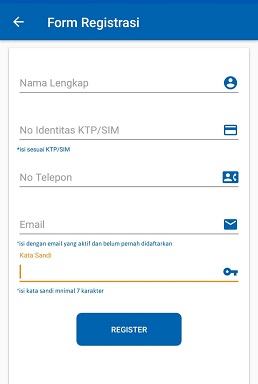 Form Registrasi
Nama Lengkap
No Identitas KTP/SIM
*isi sesuai KTP/SIM
No Telepon
Email
*isi dengan email yang aktif dan belum pernah didaftarkan
Kata Sandi
*isi kata sandi mnimal 7 karakter
REGISTER